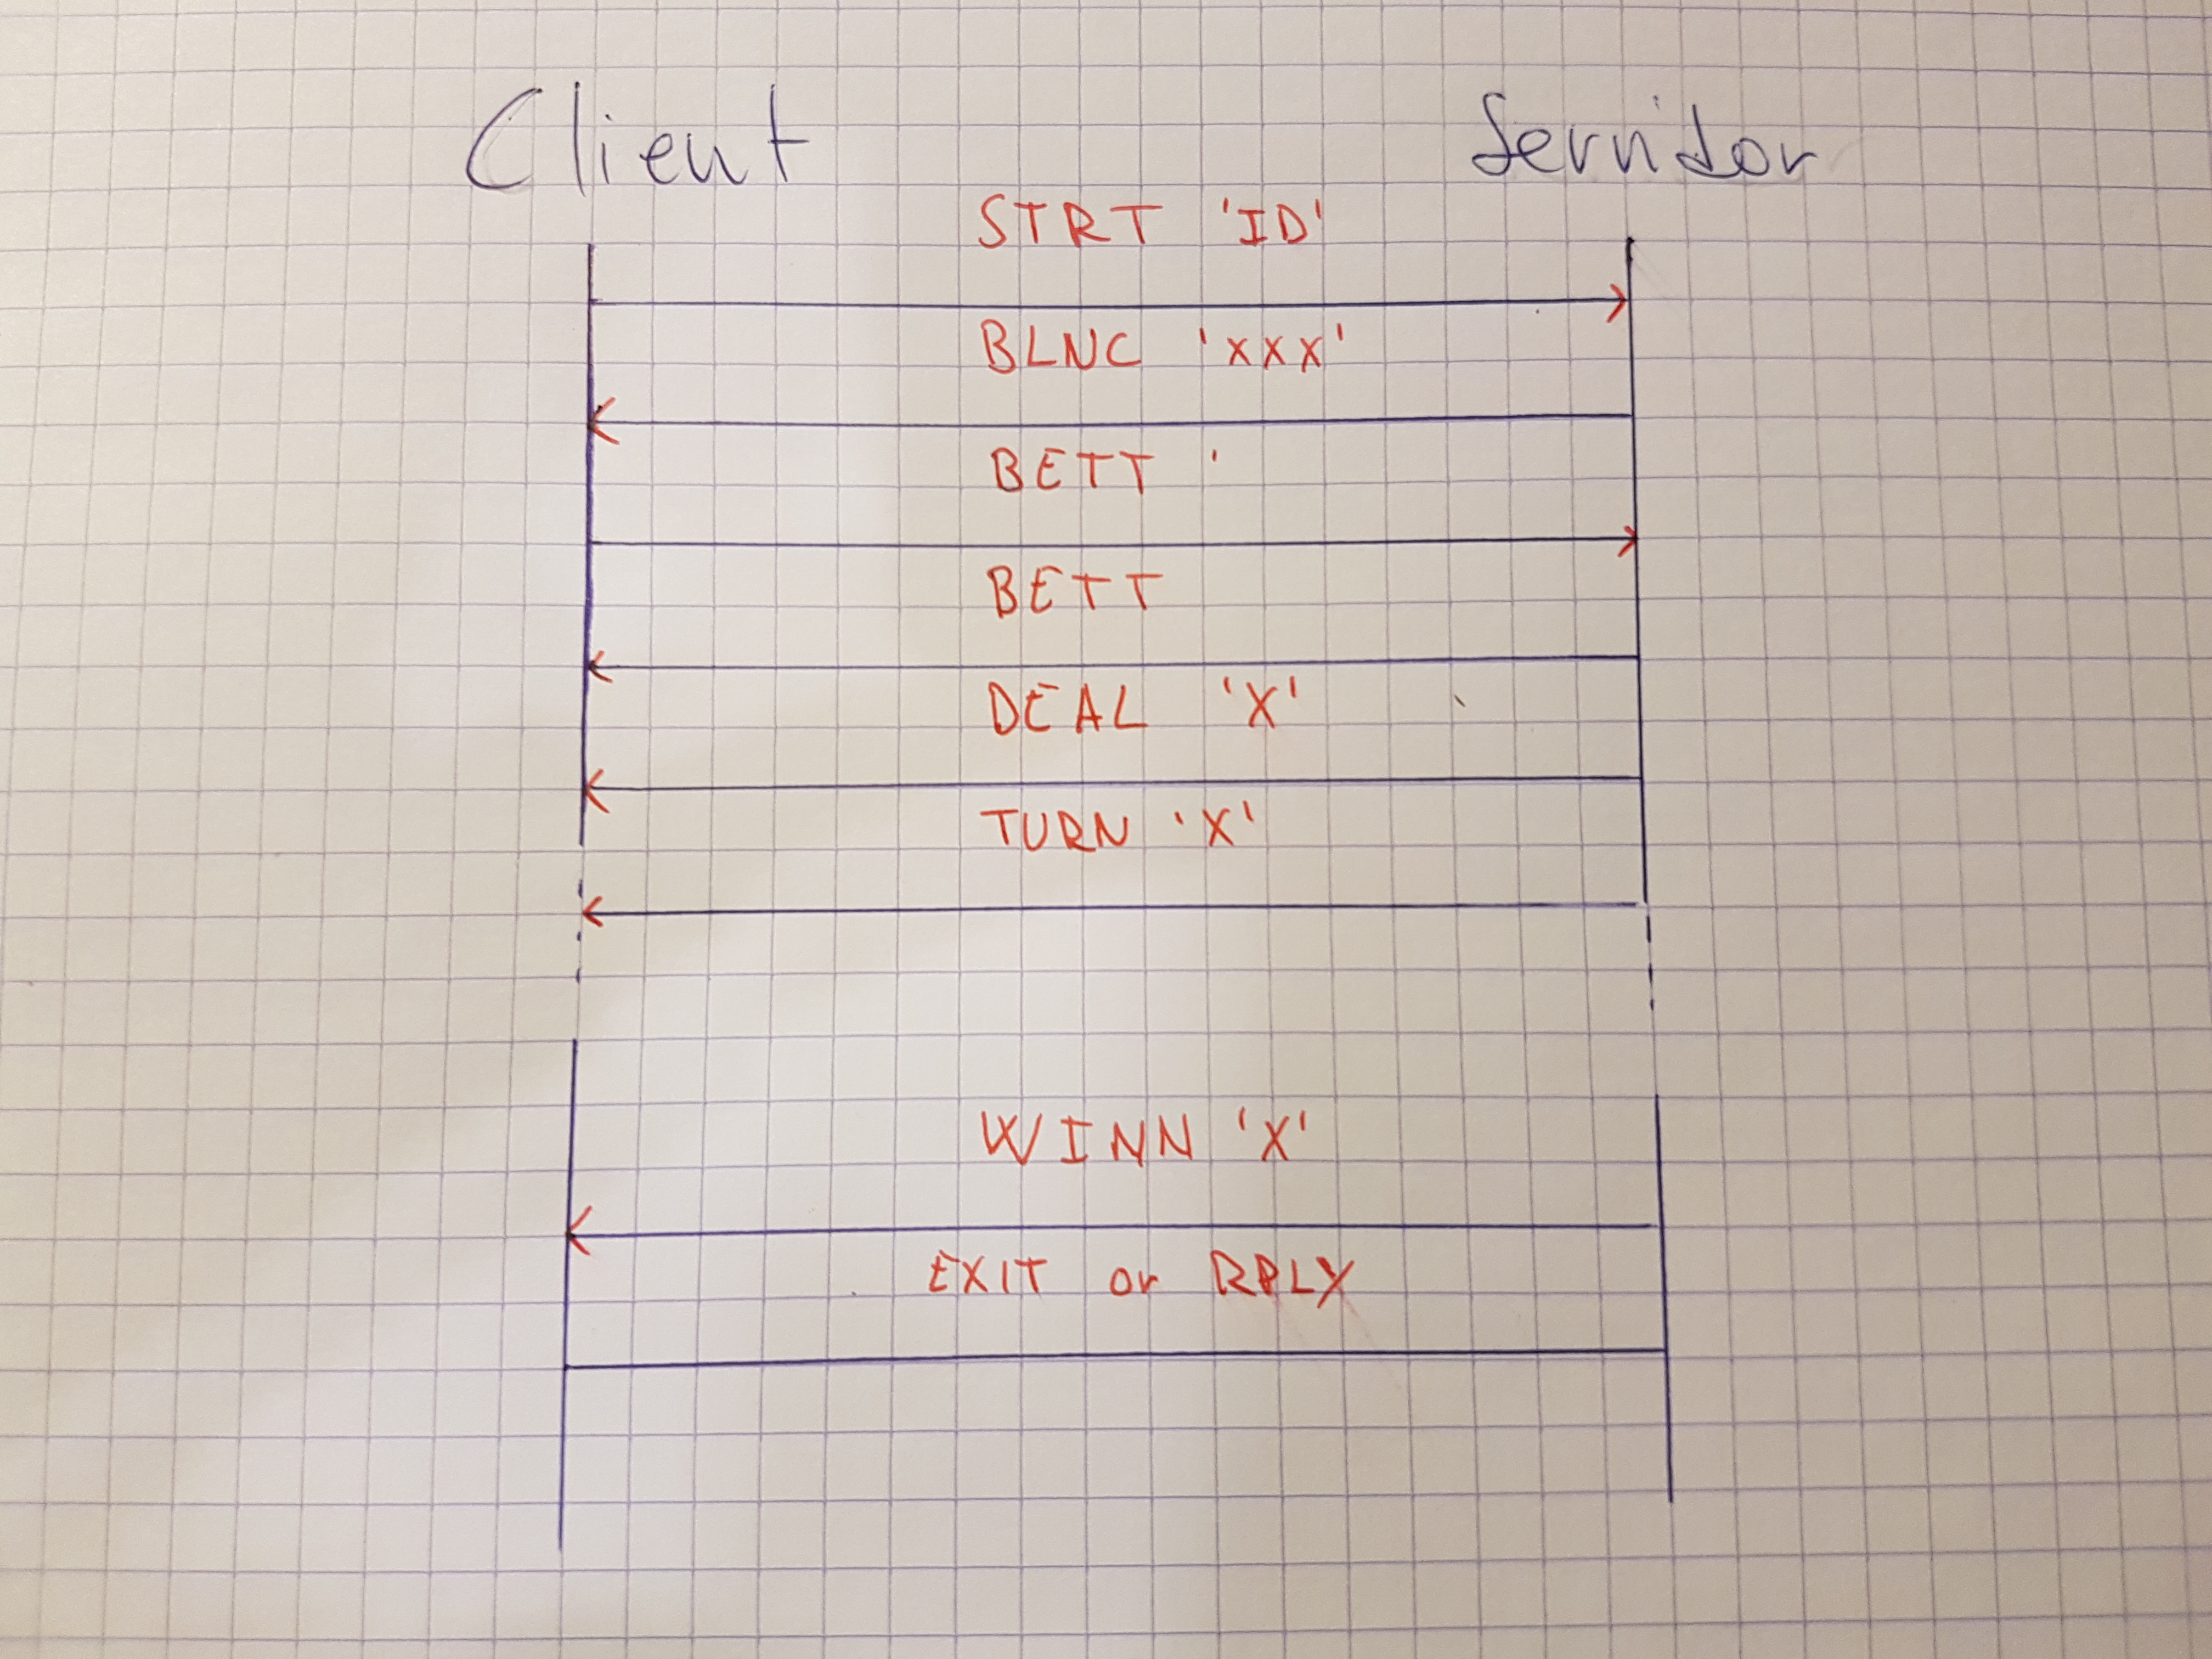 Client Servidor
STRT 'ID'
BLNC 'XXX'
BETT '
BETT
DEAL 'X'
TURN 'X'
WINN 'X'
EXIT or RPLY